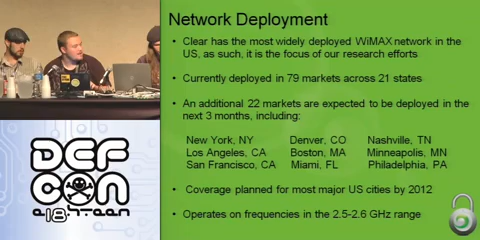 Network Deployment
Clear has the most widely deployed WiMAX network in the
US, as such, it is the focus of our research efforts
Currently deployed in 79 markets across 21 states
An additional 22 markets are expected to be deployed in the
next 3 months, including:
New York, NY Denver, CO Nashville, TN
Los Angeles, CA Boston, MA Minneapolis, MN
San Francisco, CA Miami, FL Philadelphia, PA
Coverage planned for most major US cities by 2012
Operates on frequencies in the 2.5-2.6 GHz range
DEF
CON
e18hteen